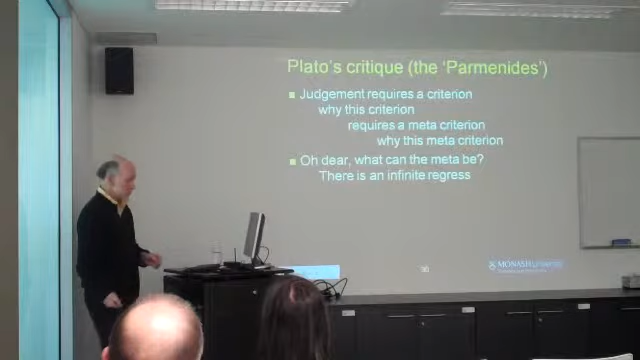 Plato's critique (the 'Parmenides')
Judgement requires a criterion
why this criterion
requires a meta criterion
why this meta criterion
Oh dear, what can the meta be?
There is an infinite regress
MONASH University